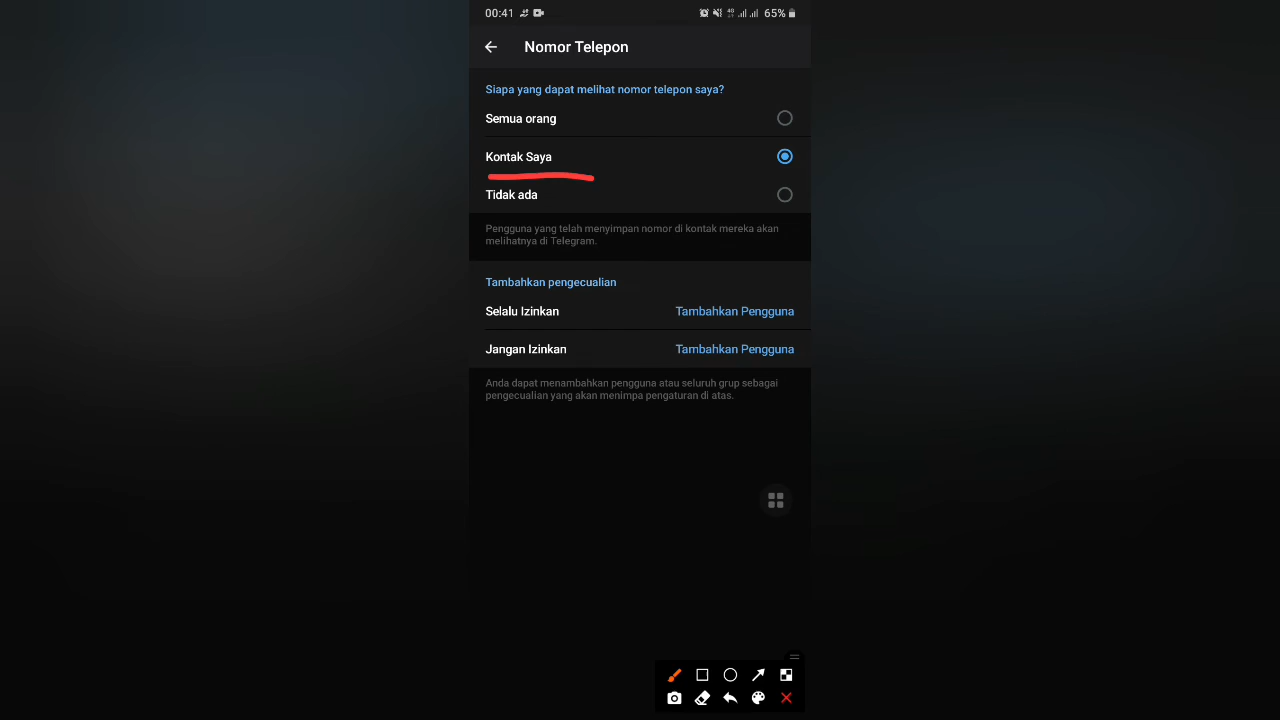 00:41 65%
Nomor Telepon
Siapa yang dapat melihat nomor telepon saya?
Semua orang
Kontak Saya
Tidak ada
Pengguna yang telah menyimpan nomor di kontak mereka akan
melihatnya di Telegram.
Tambahkan pengecualian
Selalu Izinkan Tambahkan Pengguna
Jangan Izinkan Tambahkan Pengguna
Anda dapat menambahkan pengguna atau seluruh grup sebagai
pengecualian yang akan menimpa pengaturan di atas.